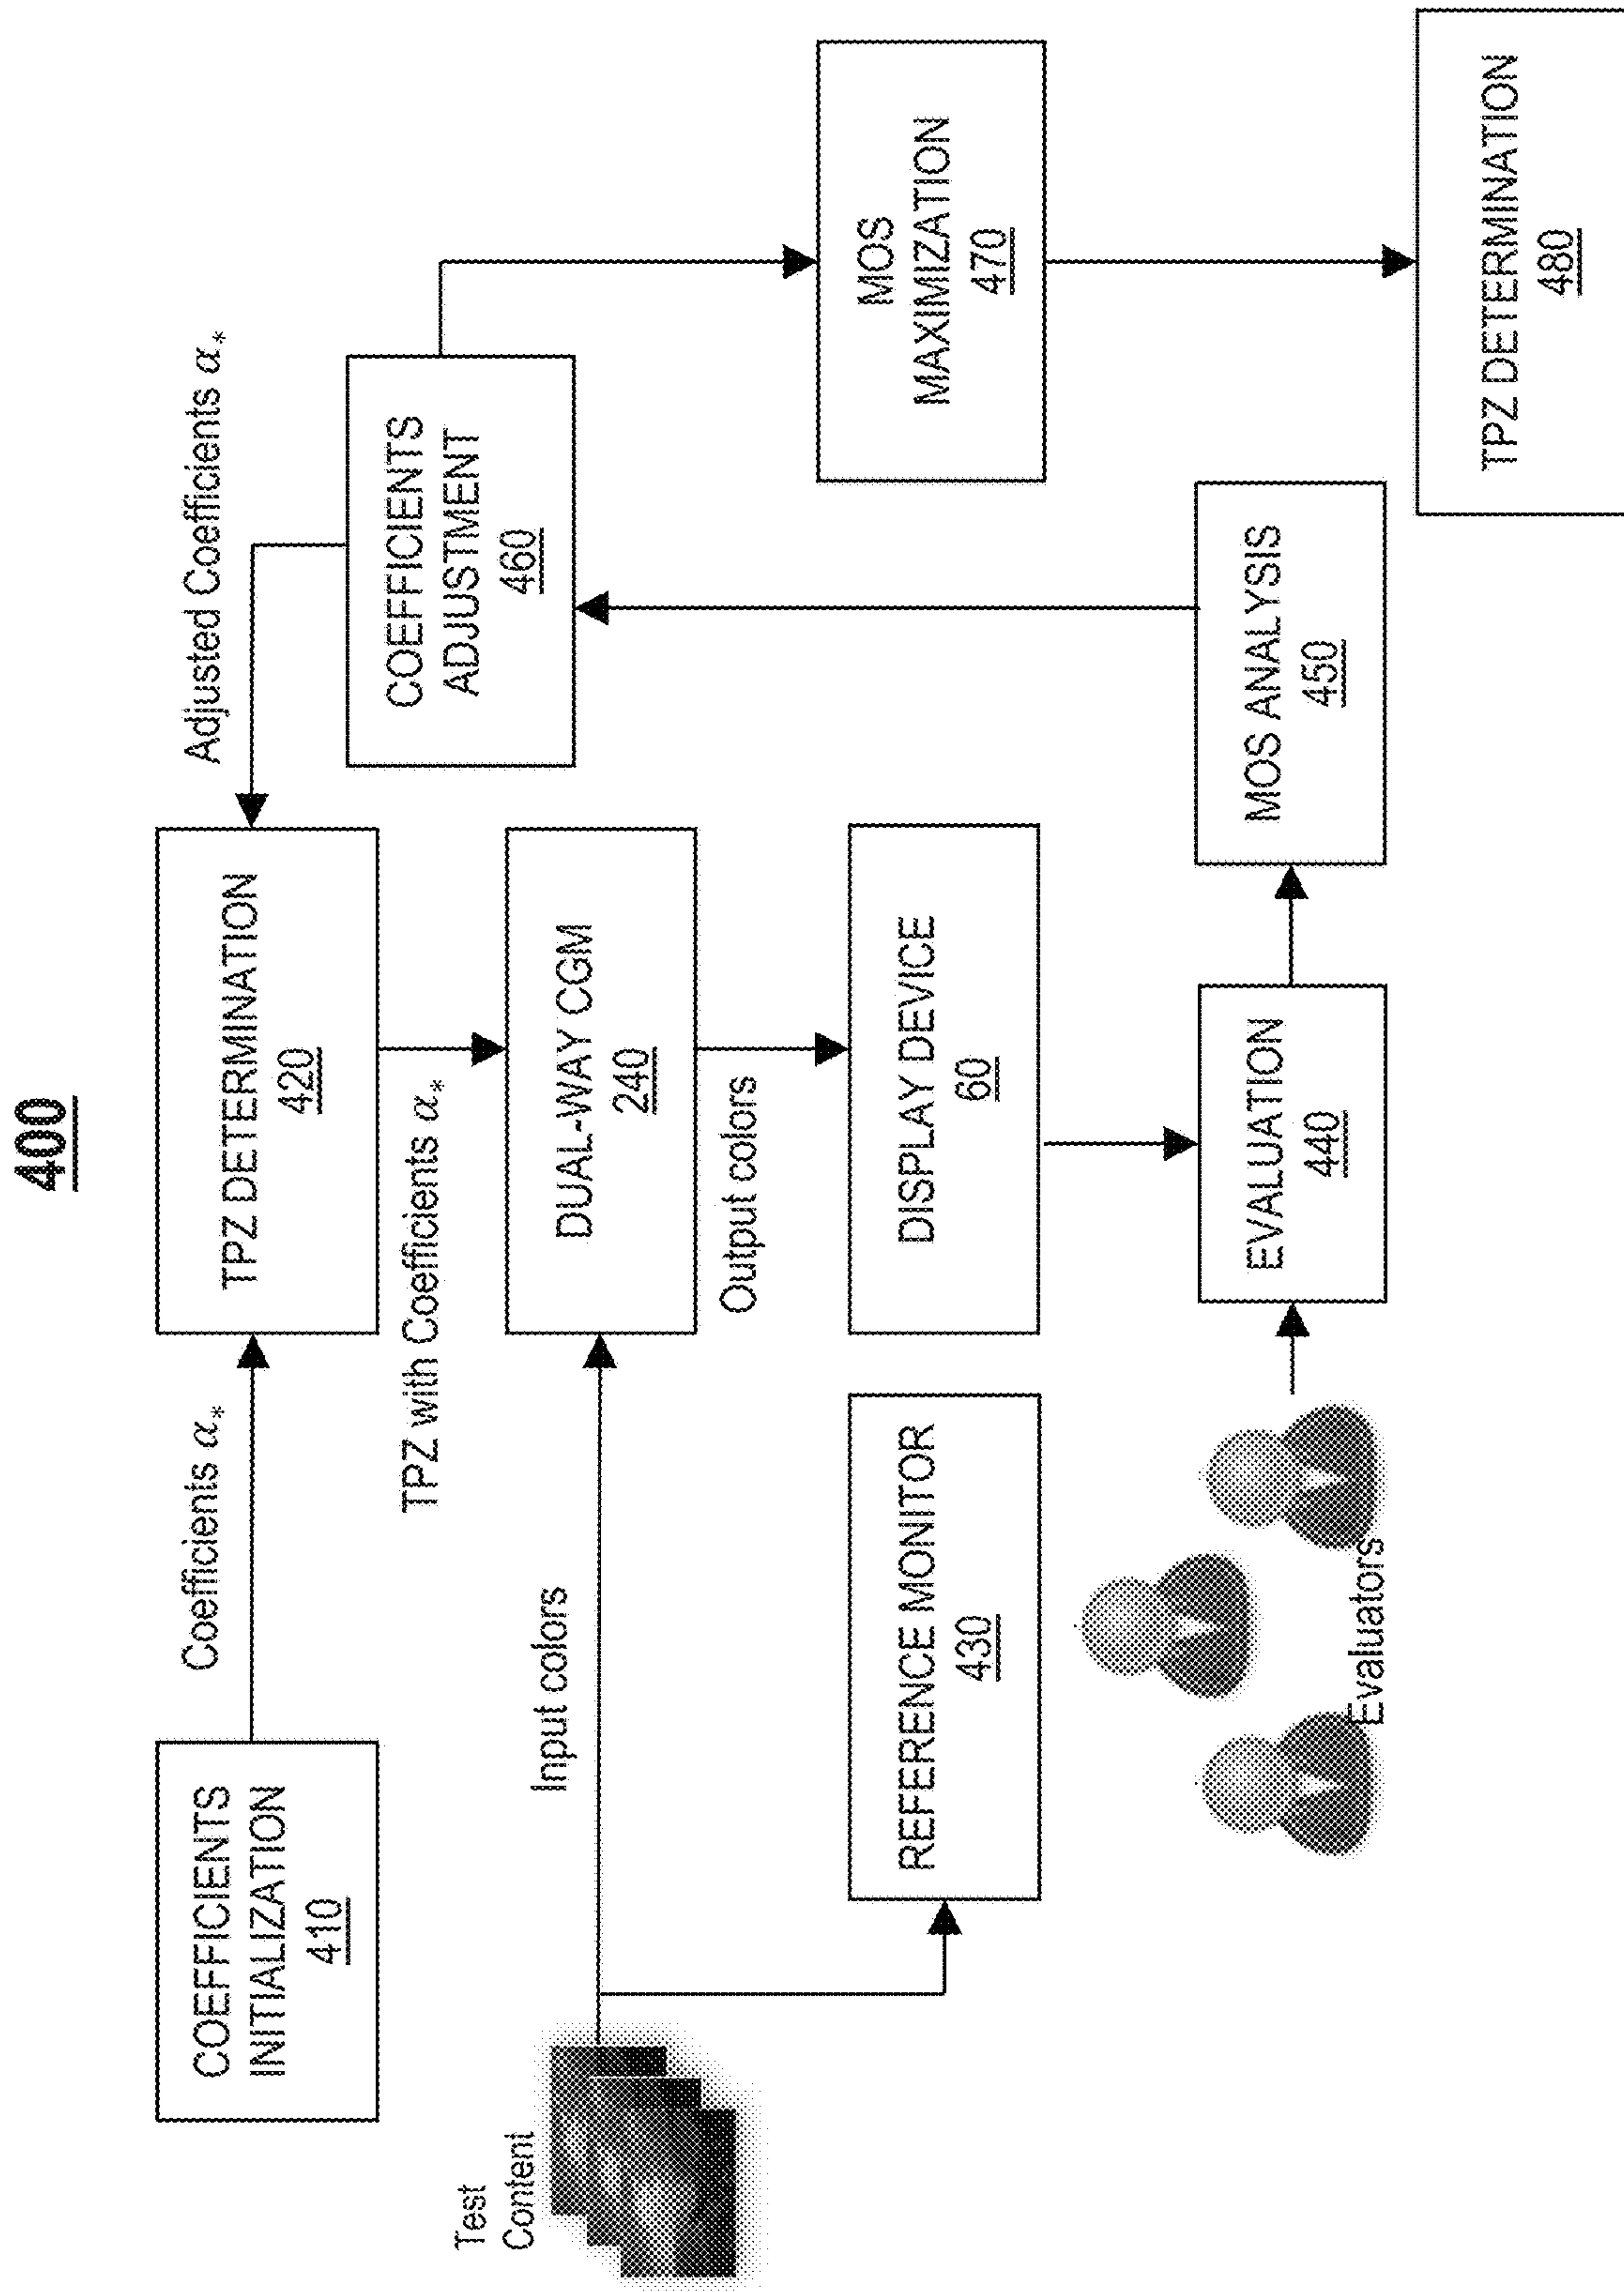 400
COEFFICIENTS
INITIALIZATION
410
Coefficients α*
TPZ DETERMINATION
420
Adjusted Coefficients α*
COEFFICIENTS
ADJUSTMENT
460
TPZ with Coefficients α*
Test
Content
Input colors
DUAL-WAY CGM
240
Output colors
REFERENCE MONITOR
430
DISPLAY DEVICE
60
MOS
MAXIMIZATION
470
Evaluators
EVALUATION
440
MOS ANALYSIS
450
TPZ DETERMINATION
480